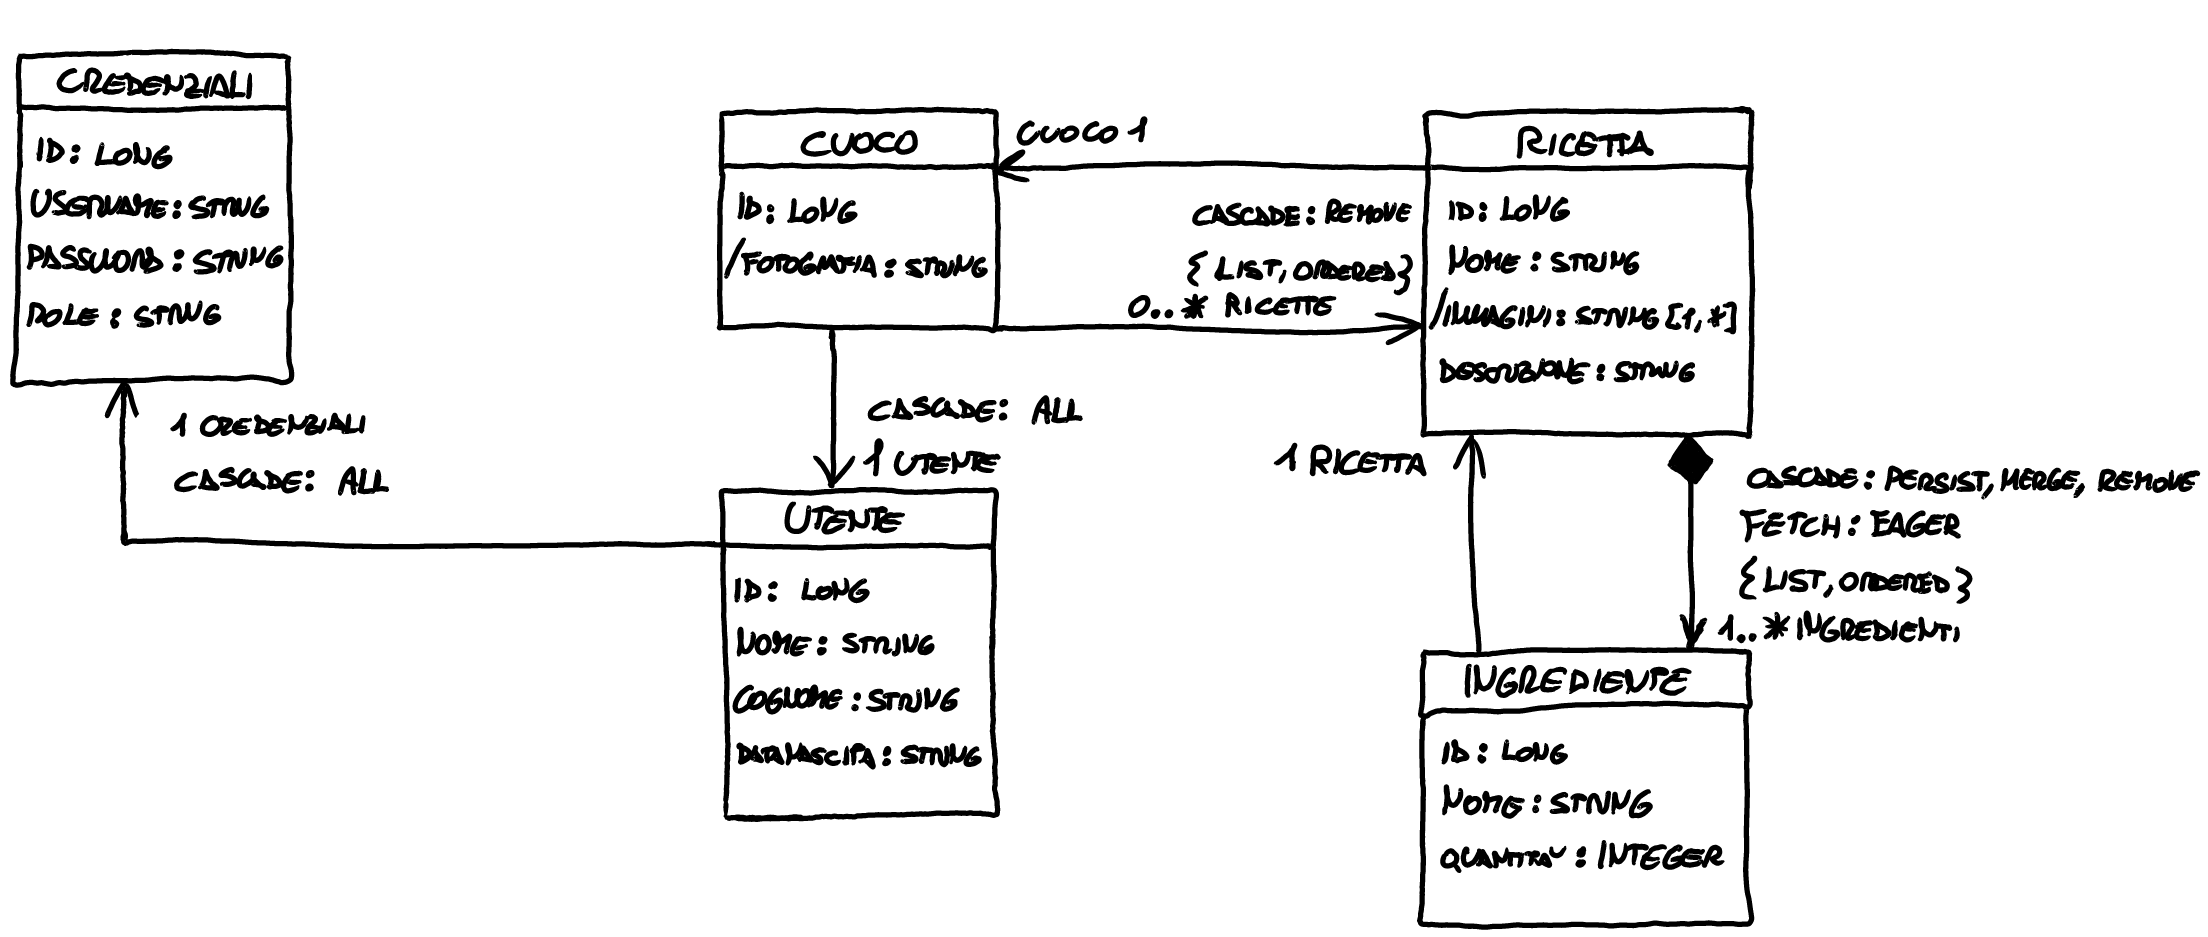 CREDENZIALI
ID: LONG
USERNAME: STRING
PASSWORD: STRING
ROLE: STRING
1 CREDENZIALI
CASCADE: ALL
CUOCO
ID: LONG
/FOTOGRAFIA: STRING
CASCADE: ALL
1 UTENTE
UTENTE
ID: LONG
NOME: STRING
COGNOME: STRING
DATANASCITA: STRING
CUOCO 1
CASCADE: REMOVE
{LIST, ORDERED}
0..* RICETTE
RICETTA
ID: LONG
NOME: STRING
/IMMAGINI: STRING [1,*]
DESCRIZIONE: STRING
1 RICETTA
CASCADE: PERSIST, MERGE, REMOVE
FETCH: EAGER
{LIST, ORDERED}
1..* INGREDIENTI
INGREDIENTE
ID: LONG
NOME: STRING
QUANTITÀ: INTEGER